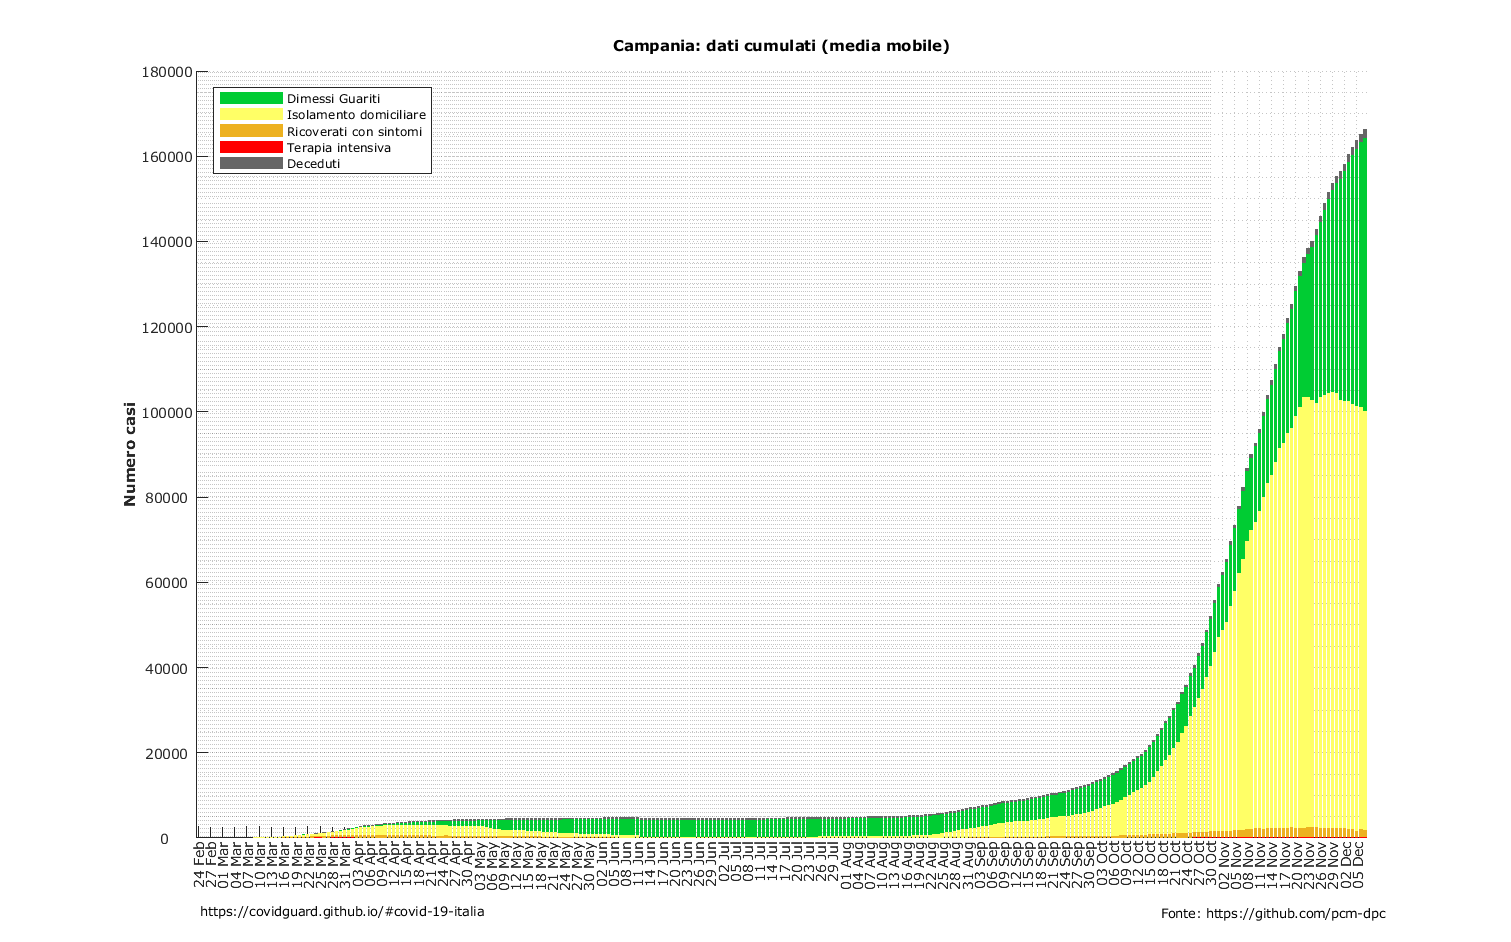 Campania: dati cumulati (media mobile)
180000
160000
140000
120000
100000
80000
60000
40000
20000
0
Numero casi
Dimessi Guariti
Isolamento domiciliare
Ricoverati con sintomi
Terapia intensiva
Deceduti
24 Feb
27 Feb
01 Mar
04 Mar
07 Mar
10 Mar
13 Mar
16 Mar
19 Mar
22 Mar
25 Mar
28 Mar
31 Mar
03 Apr
06 Apr
09 Apr
12 Apr
15 Apr
18 Apr
21 Apr
24 Apr
27 Apr
30 Apr
03 May
06 May
09 May
12 May
15 May
18 May
21 May
24 May
27 May
30 May
02 Jun
05 Jun
08 Jun
11 Jun
14 Jun
17 Jun
20 Jun
23 Jun
26 Jun
29 Jun
02 Jul
05 Jul
08 Jul
11 Jul
14 Jul
17 Jul
20 Jul
23 Jul
26 Jul
29 Jul
01 Aug
04 Aug
07 Aug
10 Aug
13 Aug
16 Aug
19 Aug
22 Aug
25 Aug
28 Aug
31 Aug
03 Sep
06 Sep
09 Sep
12 Sep
15 Sep
18 Sep
21 Sep
24 Sep
27 Sep
30 Sep
03 Oct
06 Oct
09 Oct
12 Oct
15 Oct
18 Oct
21 Oct
24 Oct
27 Oct
30 Oct
02 Nov
05 Nov
08 Nov
11 Nov
14 Nov
17 Nov
20 Nov
23 Nov
26 Nov
29 Nov
02 Dec
05 Dec
https://covidguard.github.io/#covid-19-italia
Fonte: https://github.com/pcm-dpc